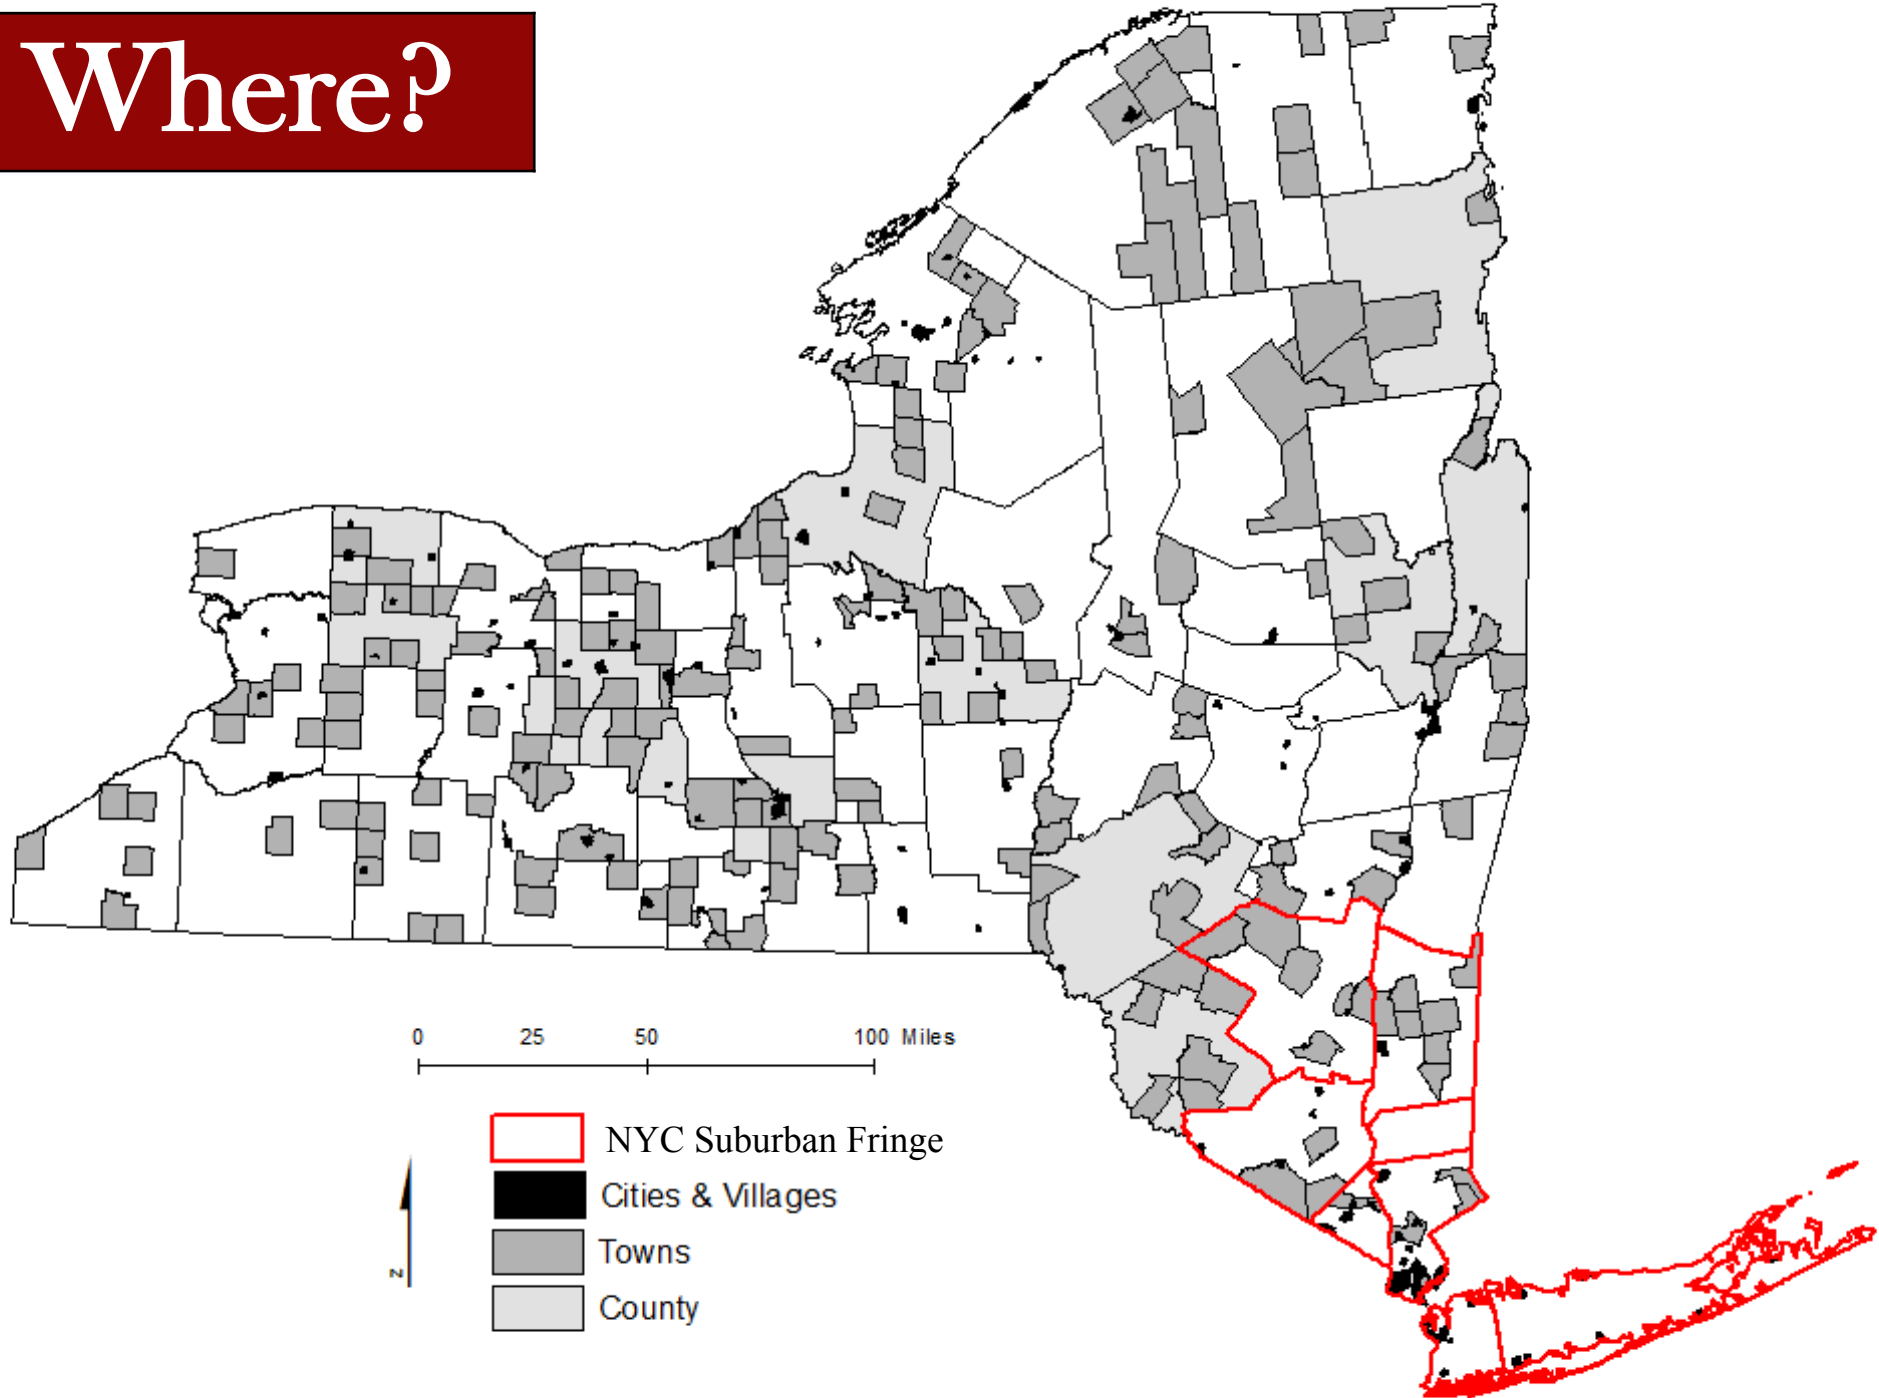 Where?
0 25 50 100 Miles
NYC Suburban Fringe
Cities & Villages
Towns
County
N